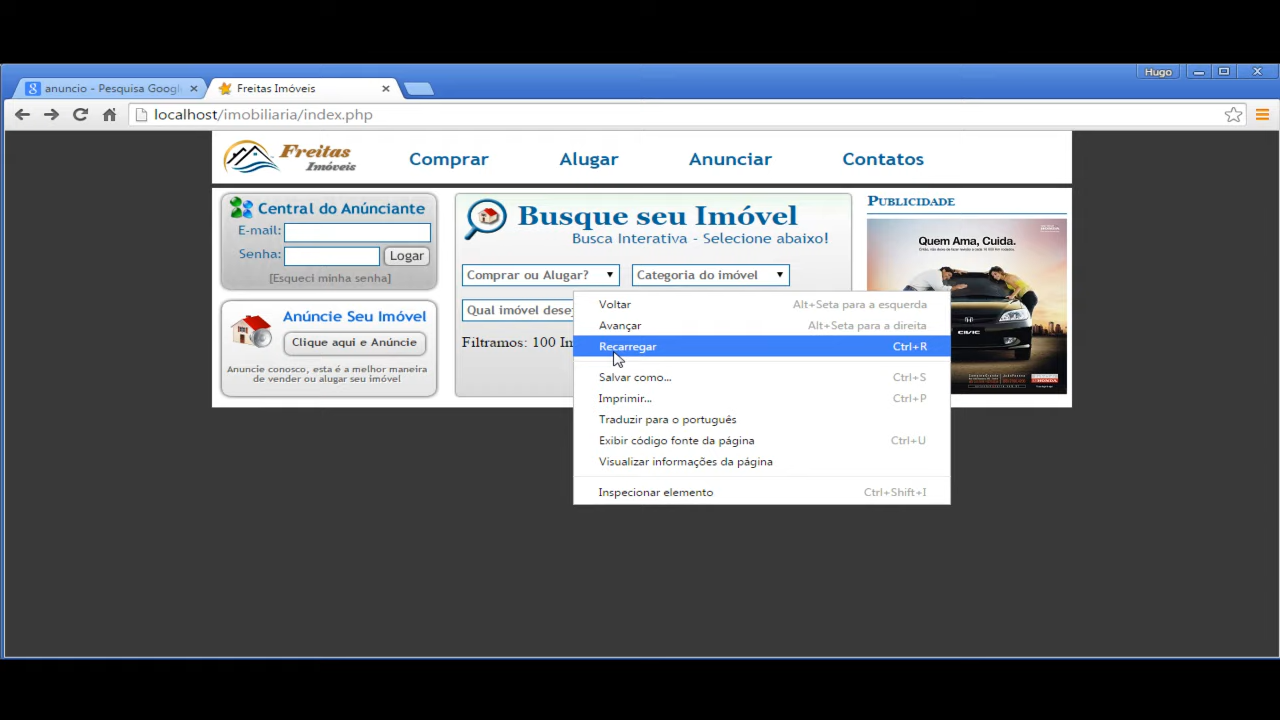 Hugo
anuncio - Pesquisa Googl
Freitas Imóveis
localhost/imobiliaria/index.php
Freitas
Imóveis
Comprar
Alugar
Anunciar
Contatos
Central do Anúnciante
E-mail:
Senha:
Logar
[Esqueci minha senha]
Anúncie Seu Imóvel
Clique aqui e Anúncie
Anuncie conosco, esta é a melhor maneira
de vender ou alugar seu imóvel
Busque seu Imóvel
Busca Interativa - Selecione abaixo!
Comprar ou Alugar?
Categoria do imóvel
Qual imóvel dese
Filtramos: 100 Im
Voltar Alt+Seta para a esquerda
Avançar Alt+Seta para a direita
Recarregar Ctrl+R
Salvar como... Ctrl+S
Imprimir... Ctrl+P
Traduzir para o português
Exibir código fonte da página Ctrl+U
Visualizar informações da página
Inspecionar elemento Ctrl+Shift+I
PUBLICIDADE
Quem Ama, Cuida.
CIVIC